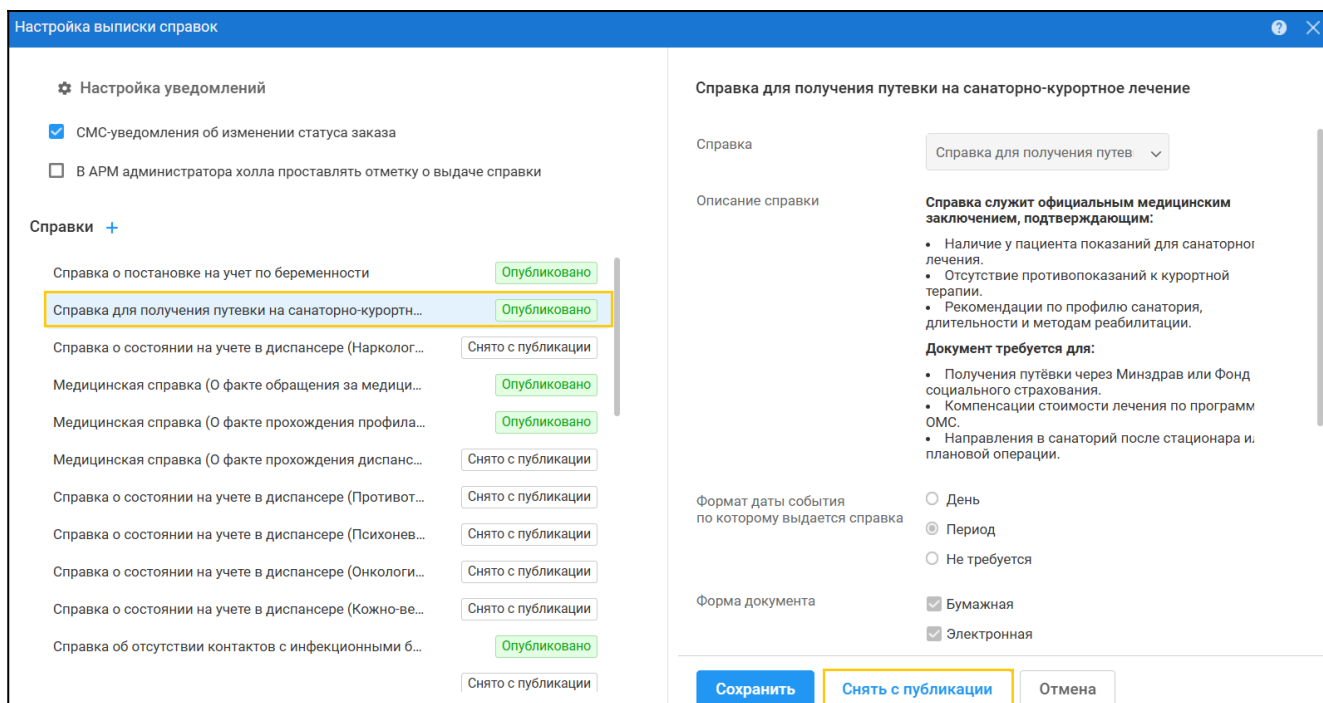 Настройка выписки справок
Настройка уведомлений
СМС-уведомления об изменении статуса заказа
В АРМ администратора холла проставлять отметку о выдаче справки
Справки +
Справка о постановке на учет по беременности Опубликовано
Справка для получения путевки на санаторно-курортн... Опубликовано
Справка о состоянии на учете в диспансере (Нарколог... Снято с публикации
Медицинская справка (О факте обращения за медици... Опубликовано
Медицинская справка (О факте прохождения профила... Опубликовано
Медицинская справка (О факте прохождения диспанс... Снято с публикации
Справка о состоянии на учете в диспансере (Противот... Снято с публикации
Справка о состоянии на учете в диспансере (Психонев... Снято с публикации
Справка о состоянии на учете в диспансере (Онкологи... Снято с публикации
Справка о состоянии на учете в диспансере (Кожно-ве... Снято с публикации
Справка об отсутствии контактов с инфекционными б... Опубликовано
Снято с публикации
Справка для получения путевки на санаторно-курортное лечение
Справка
Справка для получения путев
Описание справки
Справка служит официальным медицинским
заключением, подтверждающим:
• Наличие у пациента показаний для санаторног
лечения.
• Отсутствие противопоказаний к курортной
терапии.
• Рекомендации по профилю санатория,
длительности и методам реабилитации.
Документ требуется для:
• Получения путёвки через Минздрав или Фонд
социального страхования.
• Компенсации стоимости лечения по программ
ОМС.
• Направления в санаторий после стационара ил
плановой операции.
Формат даты события
по которому выдается справка
День
Период
Не требуется
Форма документа
Бумажная
Электронная
Сохранить Снять с публикации Отмена